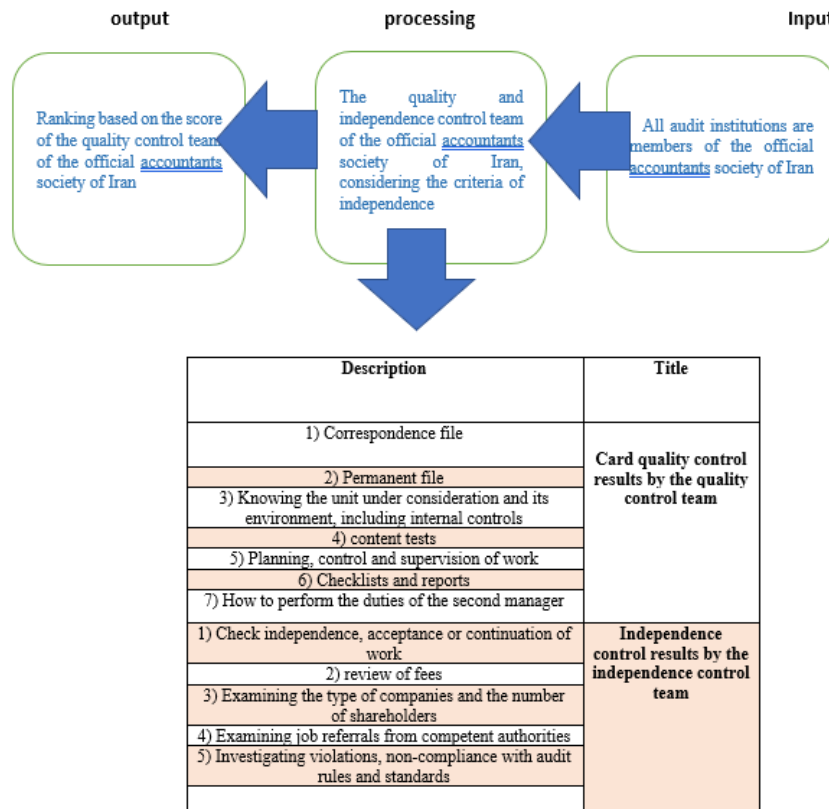 output
processing
Input
Ranking based on the score
of the quality control team
of the official accountants
society of Iran
The quality and
independence control team
of the official accountants
society of Iran,
considering the criteria of
independence
All audit institutions are
members of the official
accountants society of Iran
Description
Title
1) Correspondence file
2) Permanent file
3) Knowing the unit under consideration and its
environment, including internal controls
4) content tests
5) Planning, control and supervision of work
6) Checklists and reports
7) How to perform the duties of the second manager
Card quality control
results by the quality
control team
1) Check independence, acceptance or continuation of
work
2) review of fees
3) Examining the type of companies and the number
of shareholders
4) Examining job referrals from competent authorities
5) Investigating violations, non-compliance with audit
rules and standards
Independence
control results by the
independence control
team